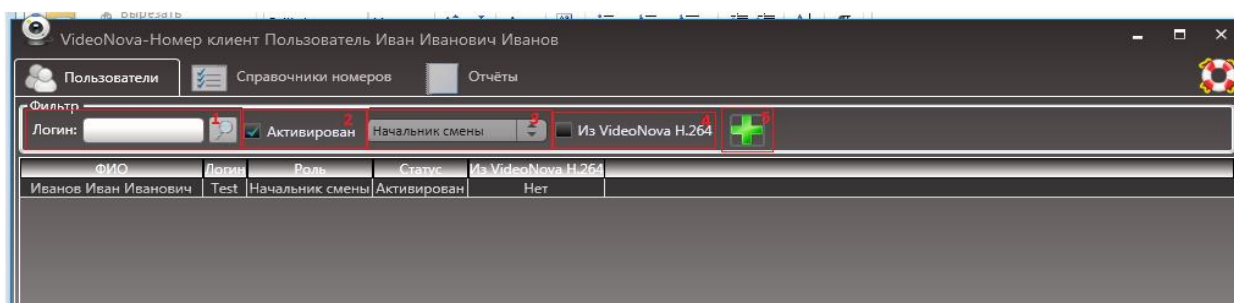 Вырезать
VideoNova-Номер клиент Пользователь Иван Иванович Иванов
Пользователи Справочники номеров Отчёты
Фильтр
Логин: 1 Активирован 2 Начальник смены 3 Из VideoNova H.264 4 5
ФИО Логин Роль Статус Из VideoNova H.264
Иванов Иван Иванович Test Начальник смены Активирован Нет